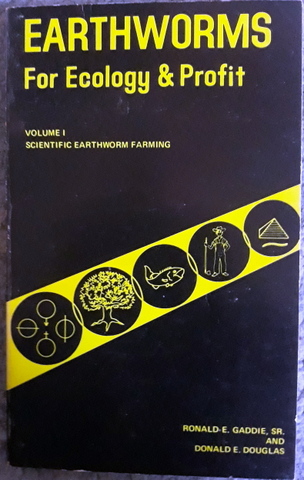 EARTHWORMS
For Ecology & Profit
VOLUME I
SCIENTIFIC EARTHWORM FARMING
RONALD E. GADDIE, SR.
AND
DONALD E. DOUGLAS